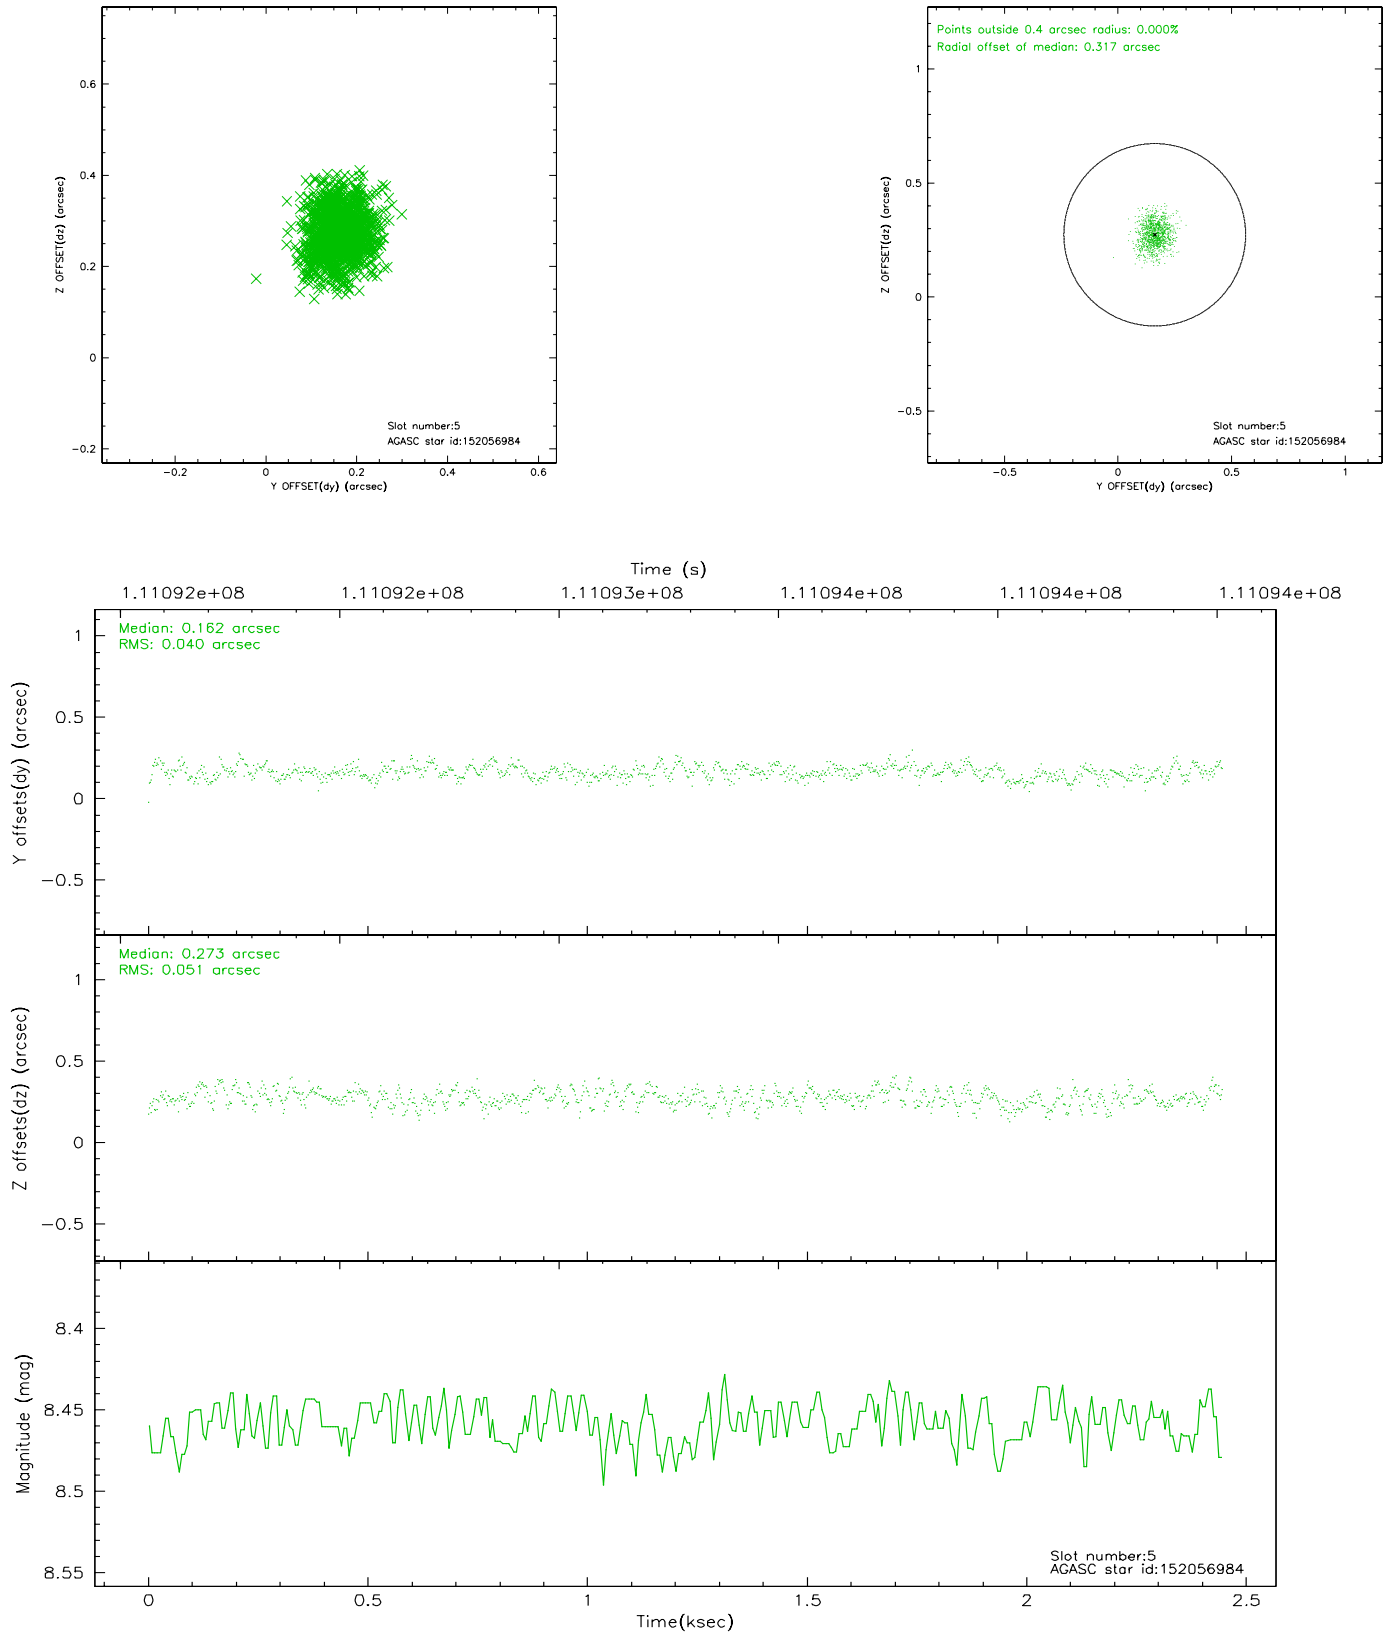 0.6
0.4
0.2
0
−0.2
Z OFFSET(dz) (arcsec)
Slot number:5
AGASC star id:152056984
−0.2
0
0.2
0.4
0.6
Y OFFSET(dy) (arcsec)
Points outside 0.4 arcsec radius: 0.000%
Radial offset of median: 0.317 arcsec
1
0.5
0
−0.5
Z OFFSET(dz) (arcsec)
Slot number:5
AGASC star id:152056984
−0.5
0
0.5
1
Y OFFSET(dy) (arcsec)
Time (s)
1.11092e+08
1.11092e+08
1.11093e+08
1.11094e+08
1.11094e+08
1.11094e+08
Median: 0.162 arcsec
RMS: 0.040 arcsec
1
0.5
0
−0.5
Y offsets(dy) (arcsec)
Median: 0.273 arcsec
RMS: 0.051 arcsec
1
0.5
0
−0.5
Z offsets(dz) (arcsec)
8.4
8.45
8.5
8.55
Magnitude (mag)
Slot number:5
AGASC star id:152056984
0
0.5
1
1.5
2
2.5
Time(ksec)